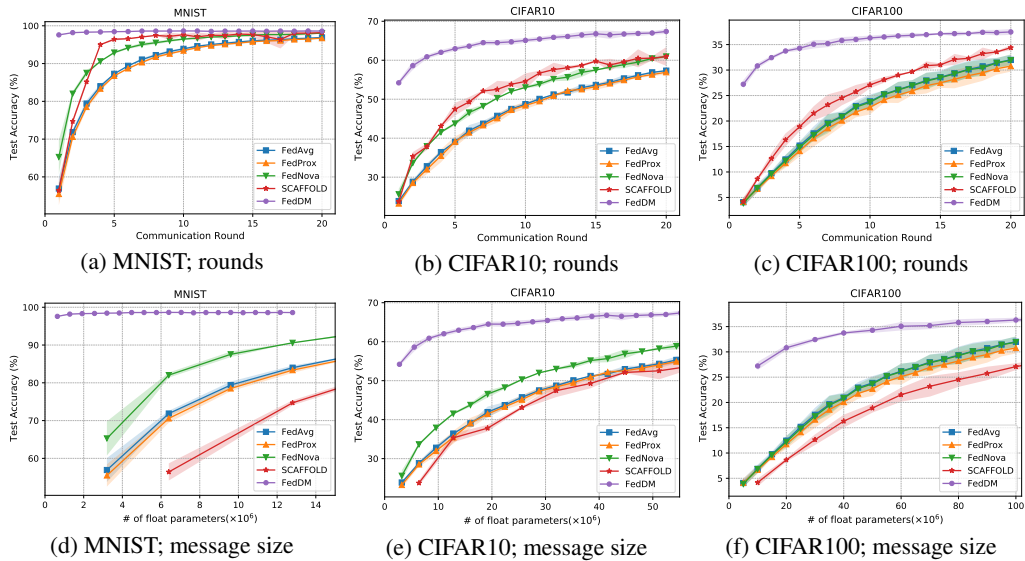 MNIST
Test Accuracy (%)
100
90
80
70
60
0
5
10
15
20
Communication Round
FedAvg
FedProx
FedNova
SCAFFOLD
FedDM
(a) MNIST; rounds
CIFAR10
Test Accuracy (%)
70
60
50
40
30
0
5
10
15
20
Communication Round
FedAvg
FedProx
FedNova
SCAFFOLD
FedDM
(b) CIFAR10; rounds
CIFAR100
Test Accuracy (%)
35
30
25
20
15
10
5
0
5
10
15
20
Communication Round
FedAvg
FedProx
FedNova
SCAFFOLD
FedDM
(c) CIFAR100; rounds
MNIST
Test Accuracy (%)
100
90
80
70
60
0
2
4
6
8
10
12
14
# of float parameters(×10⁶)
FedAvg
FedProx
FedNova
SCAFFOLD
FedDM
(d) MNIST; message size
CIFAR10
Test Accuracy (%)
70
60
50
40
30
0
10
20
30
40
50
# of float parameters(×10⁶)
FedAvg
FedProx
FedNova
SCAFFOLD
FedDM
(e) CIFAR10; message size
CIFAR100
Test Accuracy (%)
35
30
25
20
15
10
5
0
20
40
60
80
100
# of float parameters(×10⁶)
FedAvg
FedProx
FedNova
SCAFFOLD
FedDM
(f) CIFAR100; message size